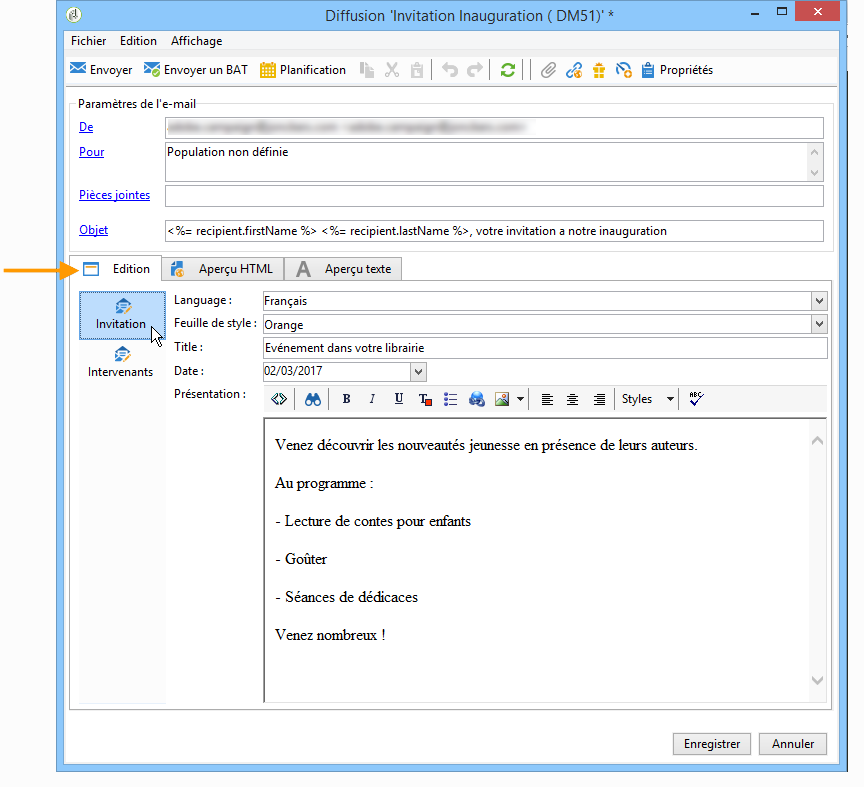 Diffusion 'Invitation Inauguration ( DM51)' *
Fichier Edition Affichage
Envoyer Envoyer un BAT Planification Propriétés
Paramètres de l'e-mail
De
Pour Population non définie
Pièces jointes
Objet <%= recipient.firstName %> <%= recipient.lastName %>, votre invitation a notre inauguration
Edition Aperçu HTML A Aperçu texte
Invitation
Intervenants
Language : Français
Feuille de style : Orange
Title : Evénement dans votre librairie
Date : 02/03/2017
Présentation : B I U T Styles ABC
Venez découvrir les nouveautés jeunesse en présence de leurs auteurs.
Au programme :
- Lecture de contes pour enfants
- Goûter
- Séances de dédicaces
Venez nombreux !
Enregistrer Annuler